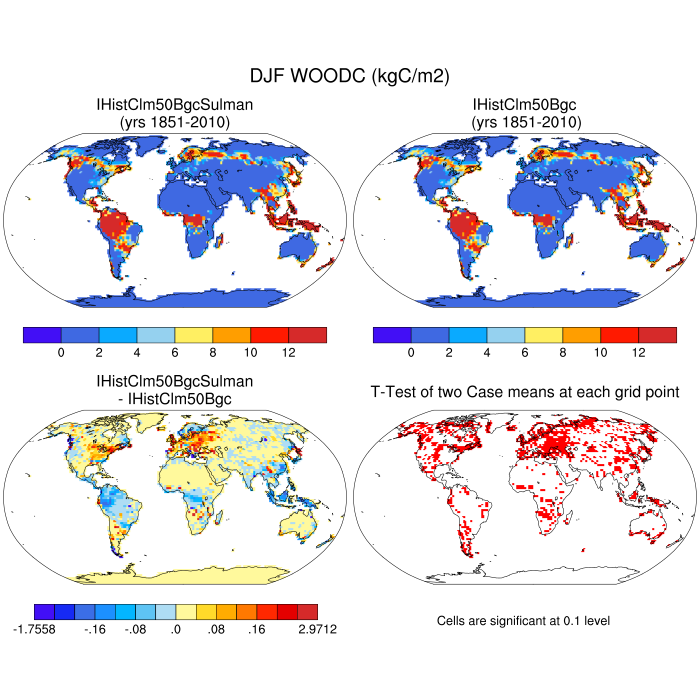 DJF WOODC (kgC/m2)
IHistClm50BgcSulman
(yrs 1851-2010)
IHistClm50Bgc
(yrs 1851-2010)
0 2 4 6 8 10 12
0 2 4 6 8 10 12
IHistClm50BgcSulman
- IHistClm50Bgc
T-Test of two Case means at each grid point
-1.7558 -.16 -.08 .0 .08 .16 2.9712
Cells are significant at 0.1 level